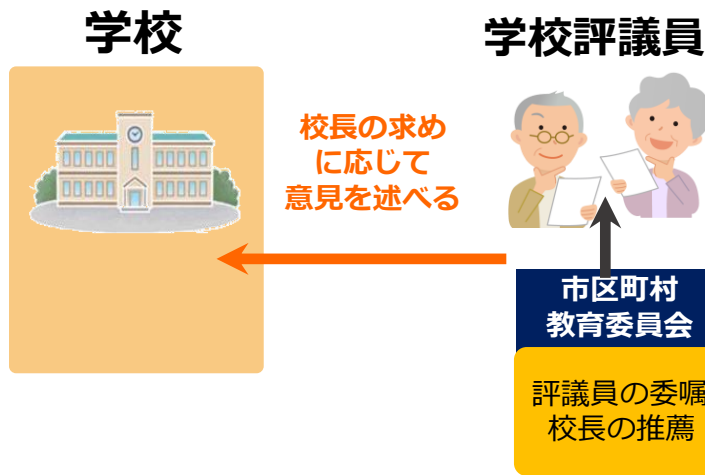 学校
学校評議員
校長の求め
に応じて
意見を述べる
市区町村
教育委員会
評議員の委嘱
校長の推薦